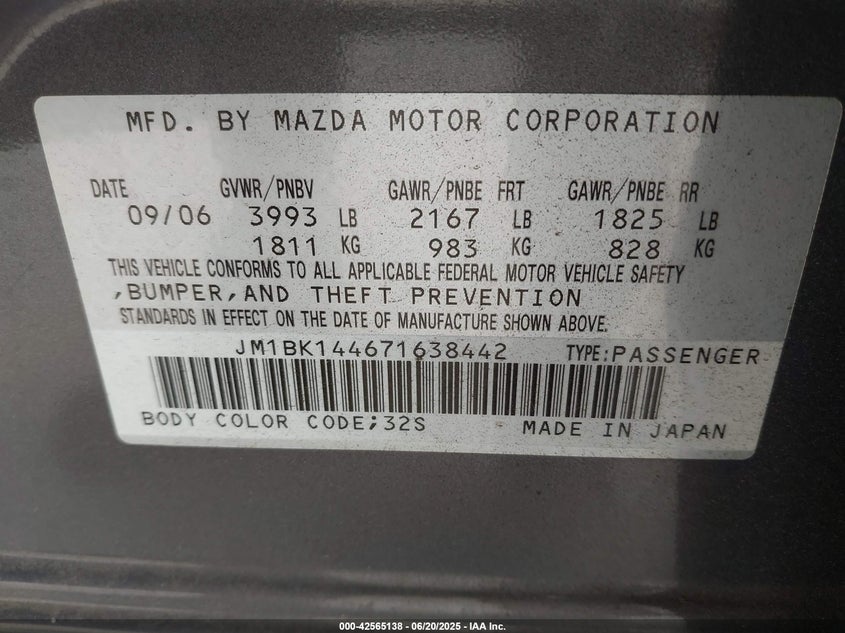 MFD. BY MAZDA MOTOR CORPORATION
DATE GVWR/PNBV GAWR/PNBE FRT GAWR/PNBE RR
09/06 3993 LB 2167 LB 1825 LB
1811 KG 983 KG 828 KG
THIS VEHICLE CONFORMS TO ALL APPLICABLE FEDERAL MOTOR VEHICLE SAFETY
,BUMPER,AND THEFT PREVENTION
STANDARDS IN EFFECT ON THE DATE OF MANUFACTURE SHOWN ABOVE.
JM1BK144671638442 TYPE:PASSENGER
BODY COLOR CODE;32S MADE IN JAPAN
000-42565138 - 06/20/2025 - IAA Inc.